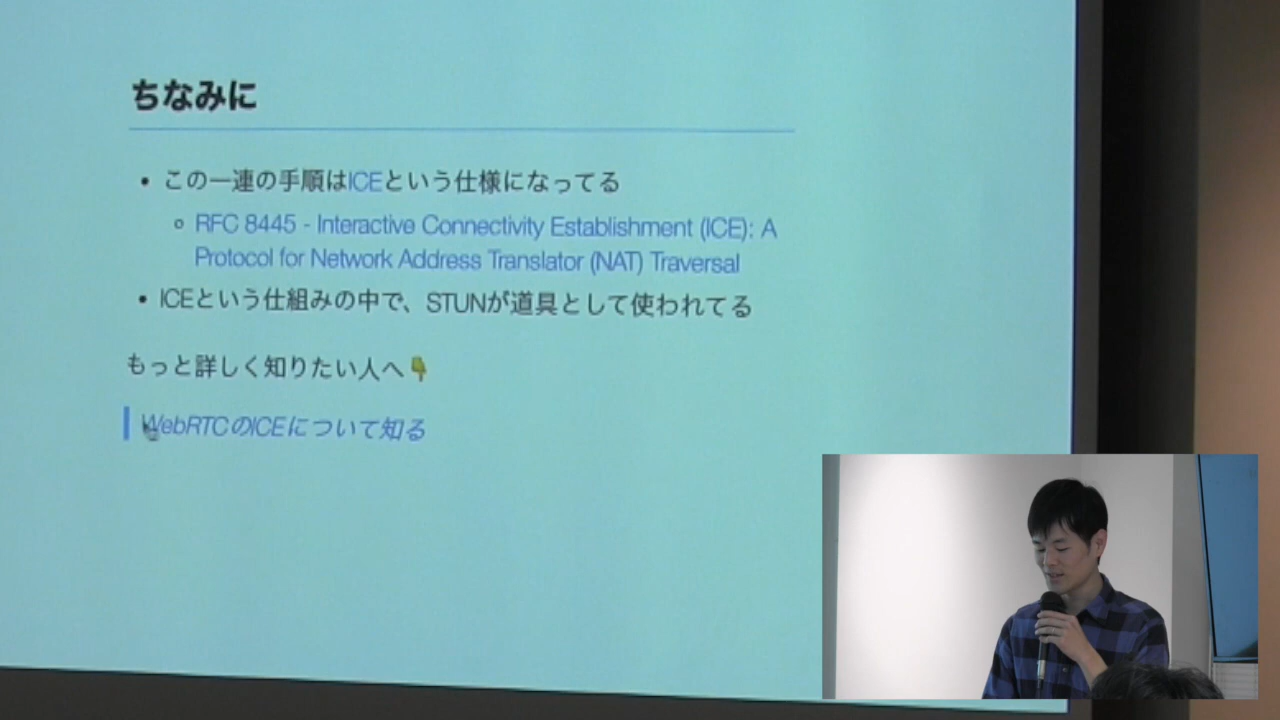 ちなみに
この一連の手順はICEという仕様になってる
RFC 8445 - Interactive Connectivity Establishment (ICE): A
Protocol for Network Address Translator (NAT) Traversal
ICEという仕組みの中で、STUNが道具として使われてる
もっと詳しく知りたい人へ👇
WebRTCのICEについて知る